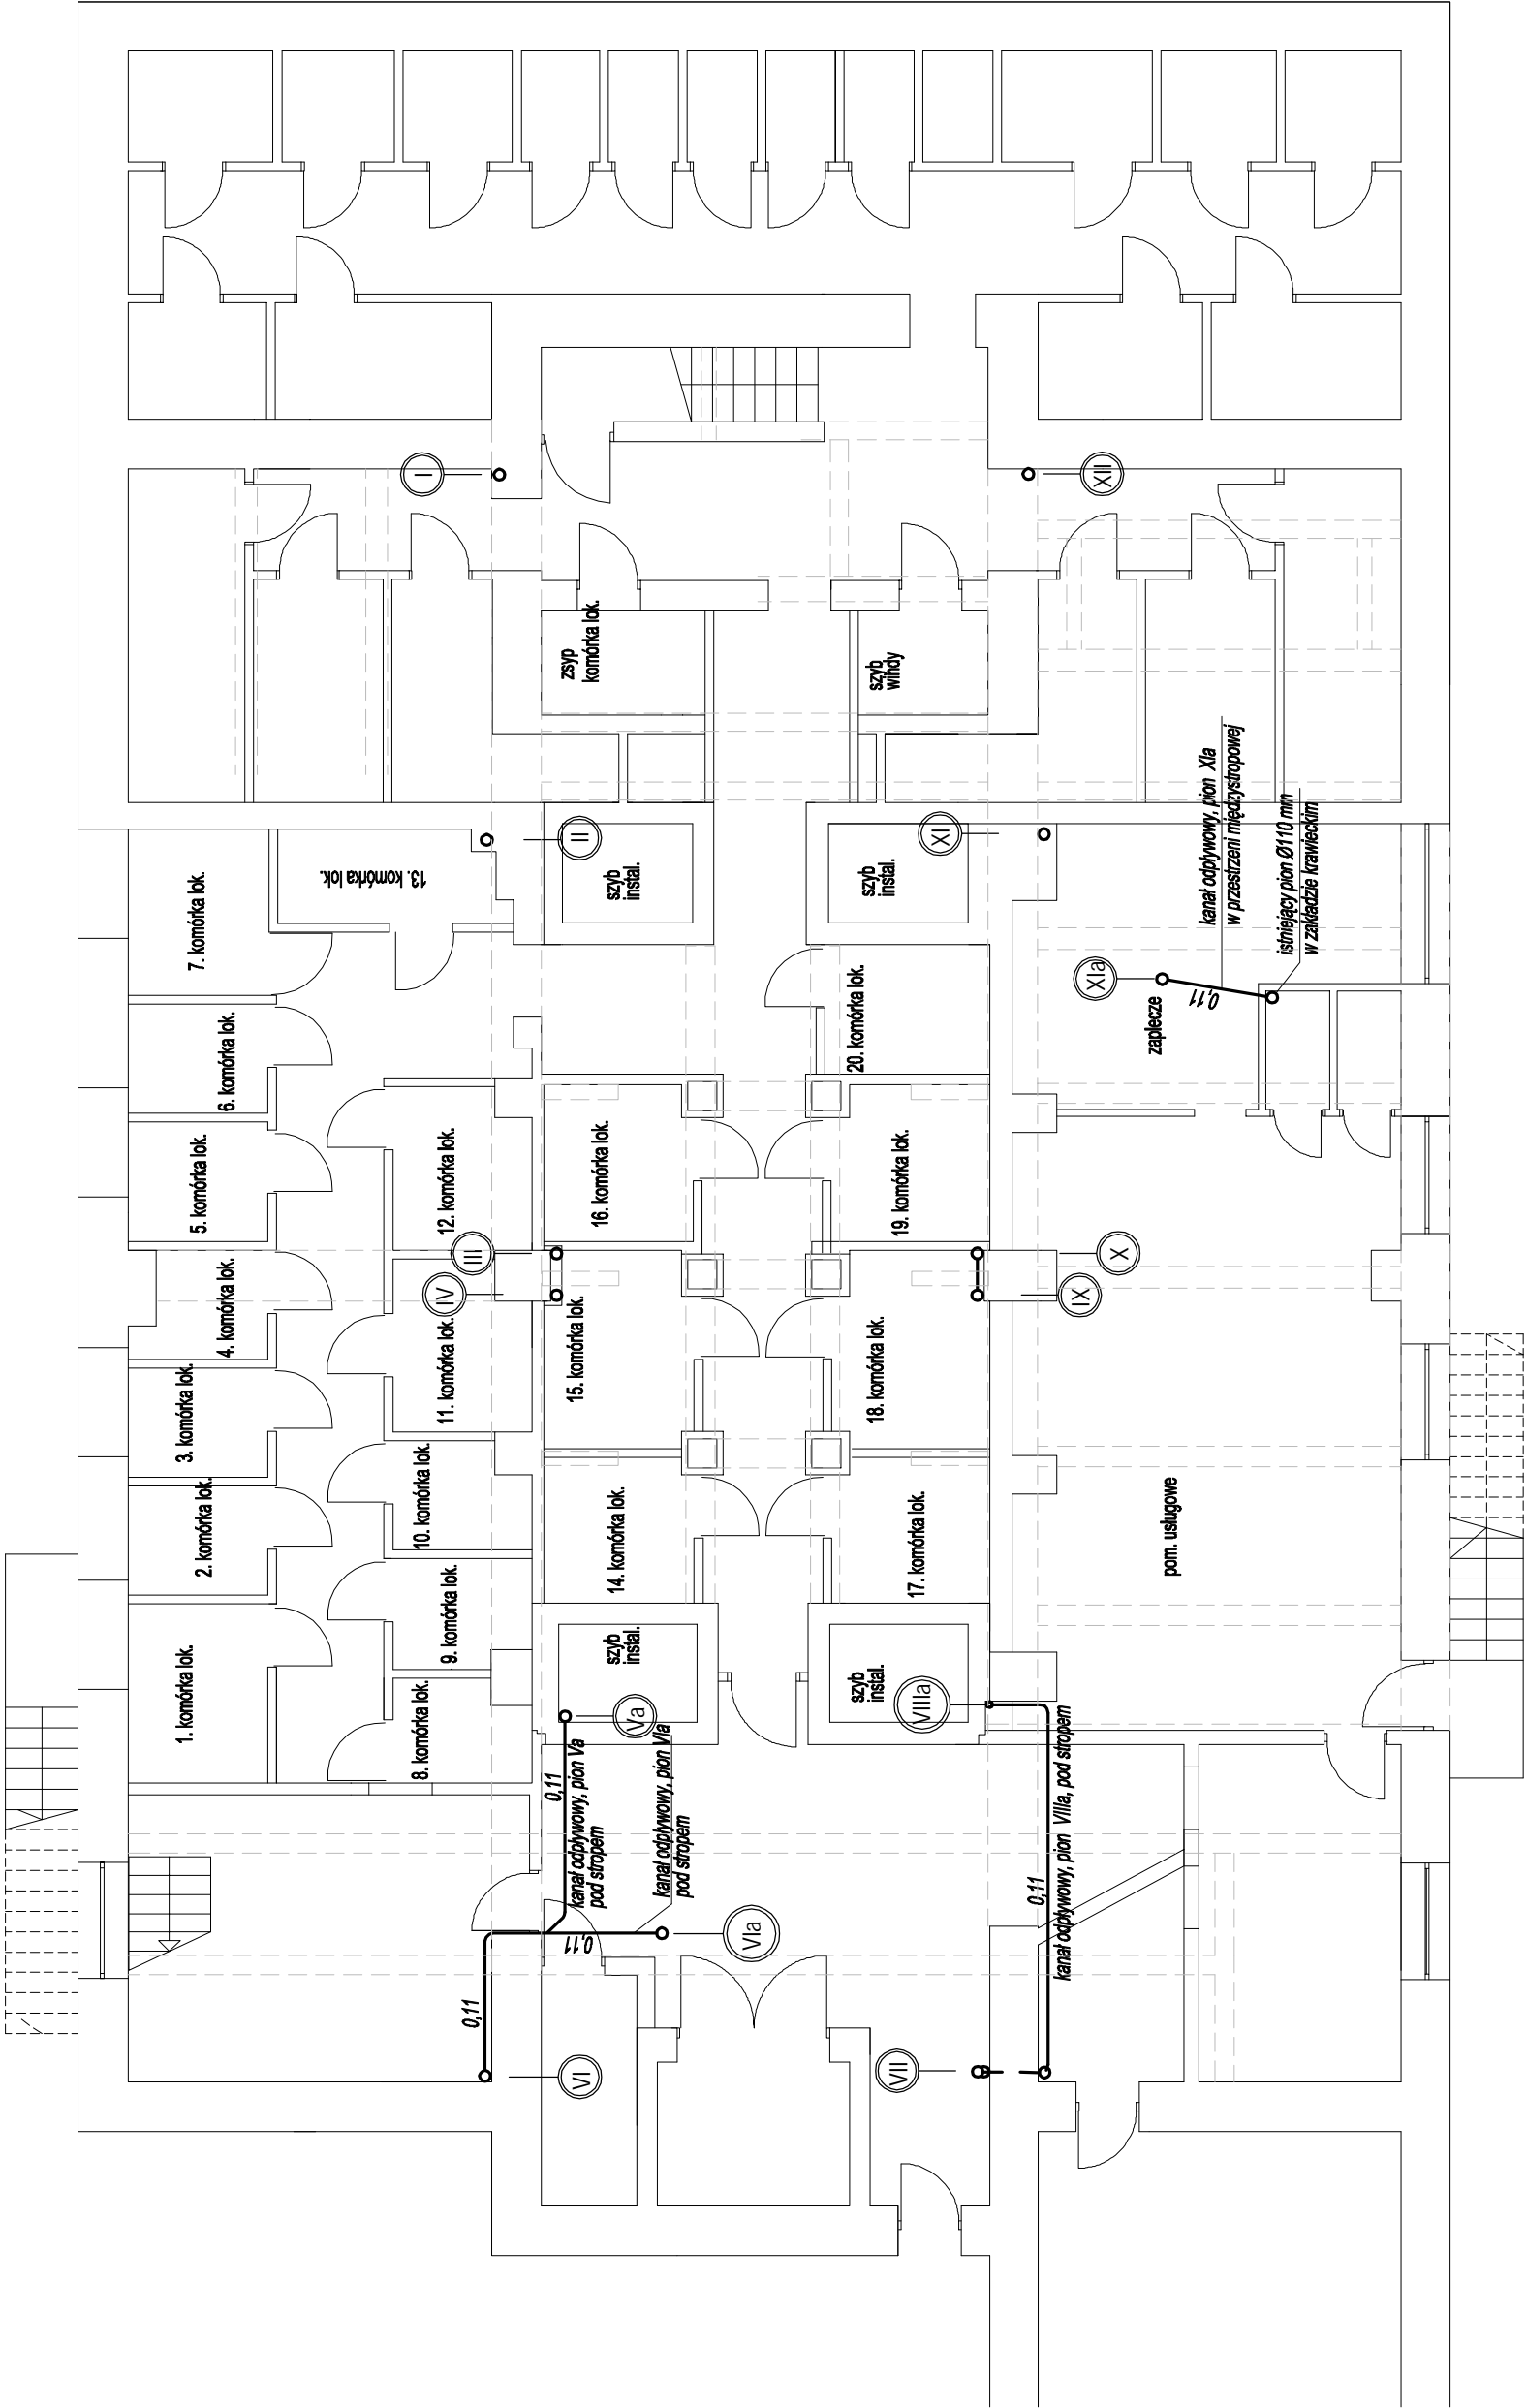 I
XII
zsyp
komórka lok.
szyb
windy
II
XI
szyb
instal.
szyb
instal.
13. komórka lok.
7. komórka lok.
6. komórka lok.
5. komórka lok.
4. komórka lok.
3. komórka lok.
2. komórka lok.
1. komórka lok.
12. komórka lok.
11. komórka lok.
10. komórka lok.
9. komórka lok.
8. komórka lok.
III
IV
16. komórka lok.
15. komórka lok.
14. komórka lok.
20. komórka lok.
19. komórka lok.
18. komórka lok.
17. komórka lok.
X
IX
kanał odpływowy, pion XIa
w przestrzeni międzystropowej
istniejący pion Ø110 mm
w zakładzie krawieckim
XIa
0,11
zaplecze
pom. usługowe
szyb
instal.
szyb
instal.
Va
VIIIa
0,11
kanał odpływowy, pion Va
pod stropem
kanał odpływowy, pion VIa
pod stropem
0,11
VIa
0,11
VI
VII
0,11
kanał odpływowy, pion VIIIa, pod stropem